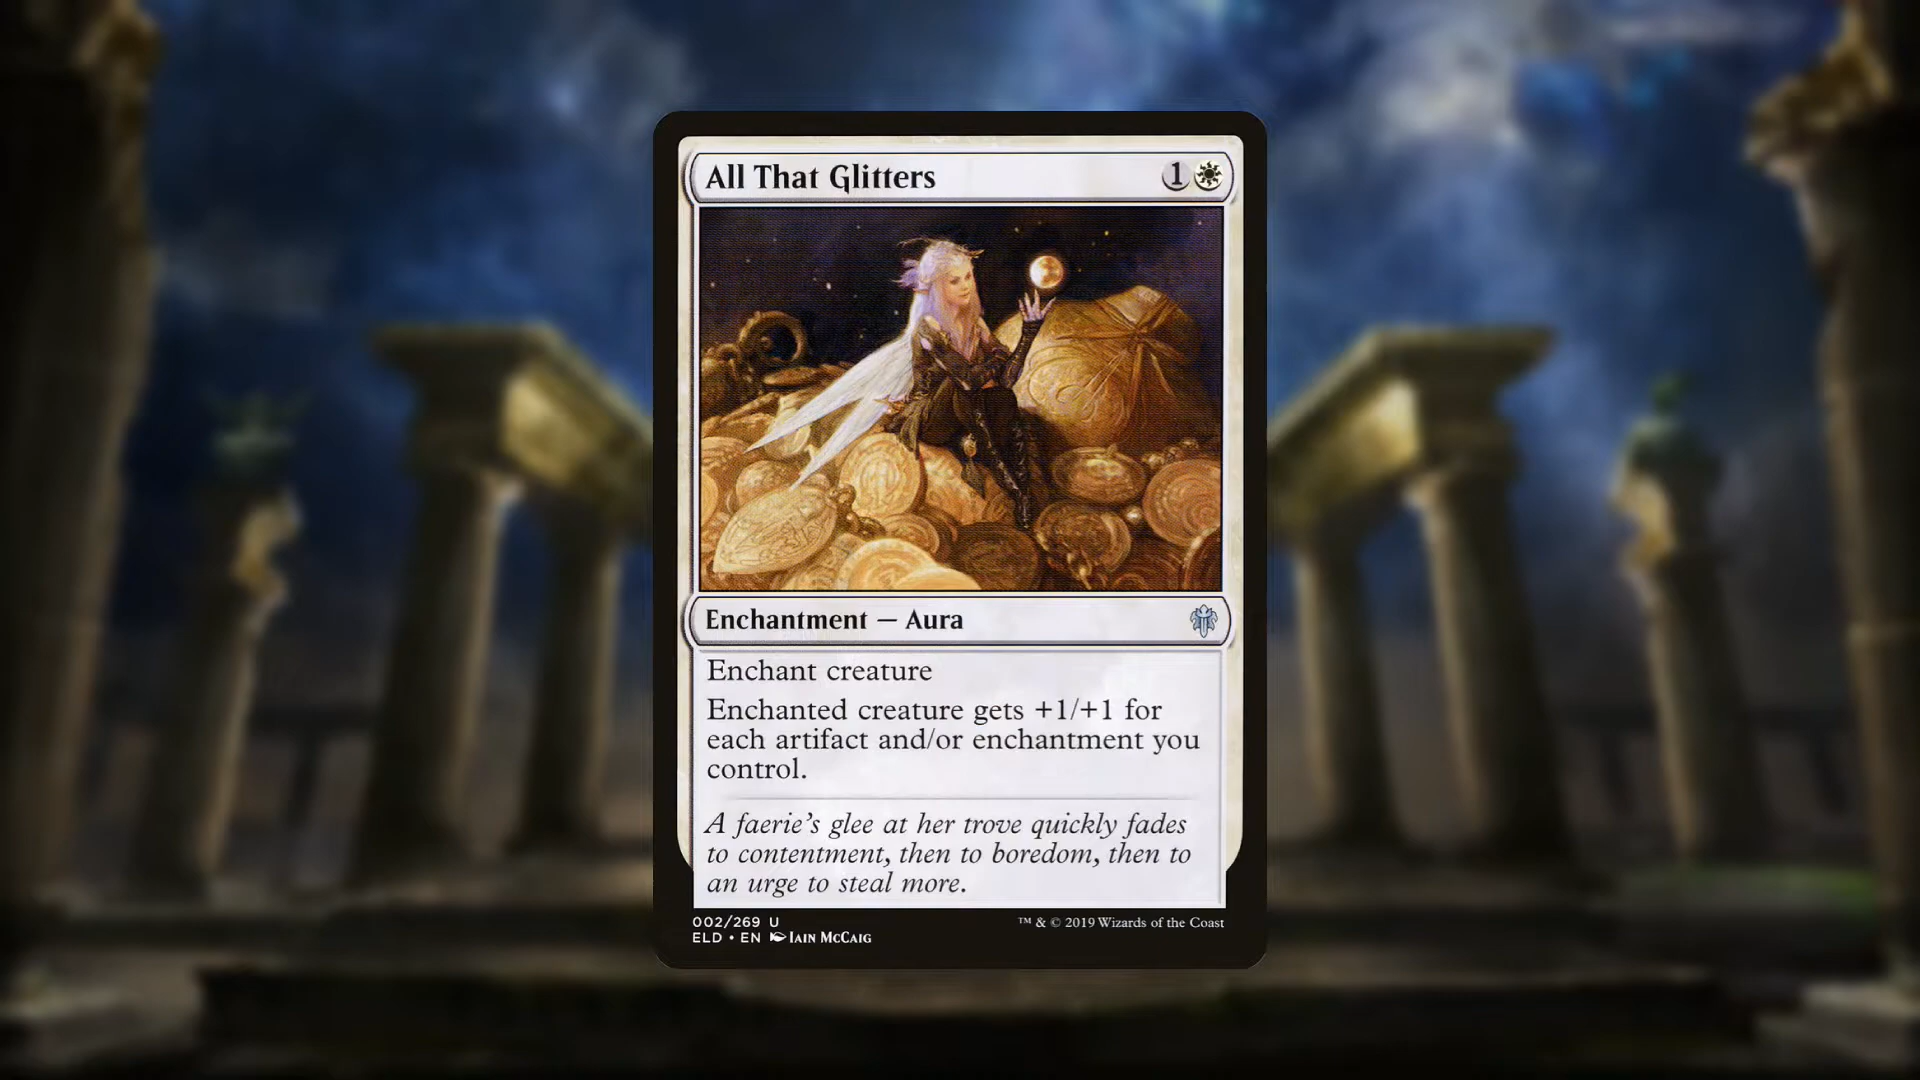 All That Glitters 1
Enchantment — Aura
Enchant creature
Enchanted creature gets +1/+1 for
each artifact and/or enchantment you
control.
A faerie's glee at her trove quickly fades
to contentment, then to boredom, then to
an urge to steal more.
002/269 U
™ & © 2019 Wizards of the Coast
ELD • EN Iain McCaig